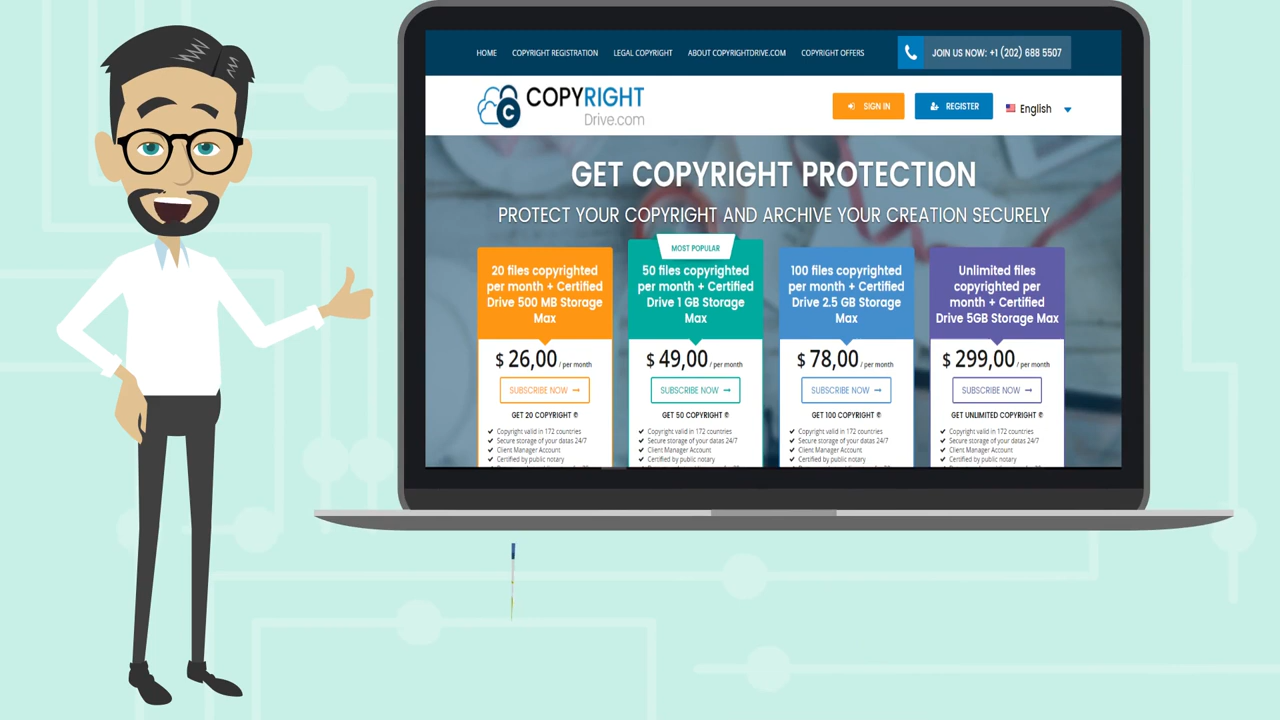 HOME COPYRIGHT REGISTRATION LEGAL COPYRIGHT ABOUT COPYRIGHTDRIVE.COM COPYRIGHT OFFERS JOIN US NOW: +1 (202) 688 5507
C COPYRIGHT
Drive.com
SIGN IN REGISTER English
GET COPYRIGHT PROTECTION
PROTECT YOUR COPYRIGHT AND ARCHIVE YOUR CREATION SECURELY
20 files copyrighted
per month + Certified
Drive 500 MB Storage
Max
$ 26,00 / per month
SUBSCRIBE NOW
GET 20 COPYRIGHT ©
Copyright valid in 172 countries
Secure storage of your datas 24/7
Client Manager Account
Certified by public notary
MOST POPULAR
50 files copyrighted
per month + Certified
Drive 1 GB Storage
Max
$ 49,00 / per month
SUBSCRIBE NOW
GET 50 COPYRIGHT ©
Copyright valid in 172 countries
Secure storage of your datas 24/7
Client Manager Account
Certified by public notary
100 files copyrighted
per month + Certified
Drive 2.5 GB Storage
Max
$ 78,00 / per month
SUBSCRIBE NOW
GET 100 COPYRIGHT ©
Copyright valid in 172 countries
Secure storage of your datas 24/7
Client Manager Account
Certified by public notary
Unlimited files
copyrighted per
month + Certified
Drive 5GB Storage Max
$ 299,00 / per month
SUBSCRIBE NOW
GET UNLIMITED COPYRIGHT ©
Copyright valid in 172 countries
Secure storage of your datas 24/7
Client Manager Account
Certified by public notary